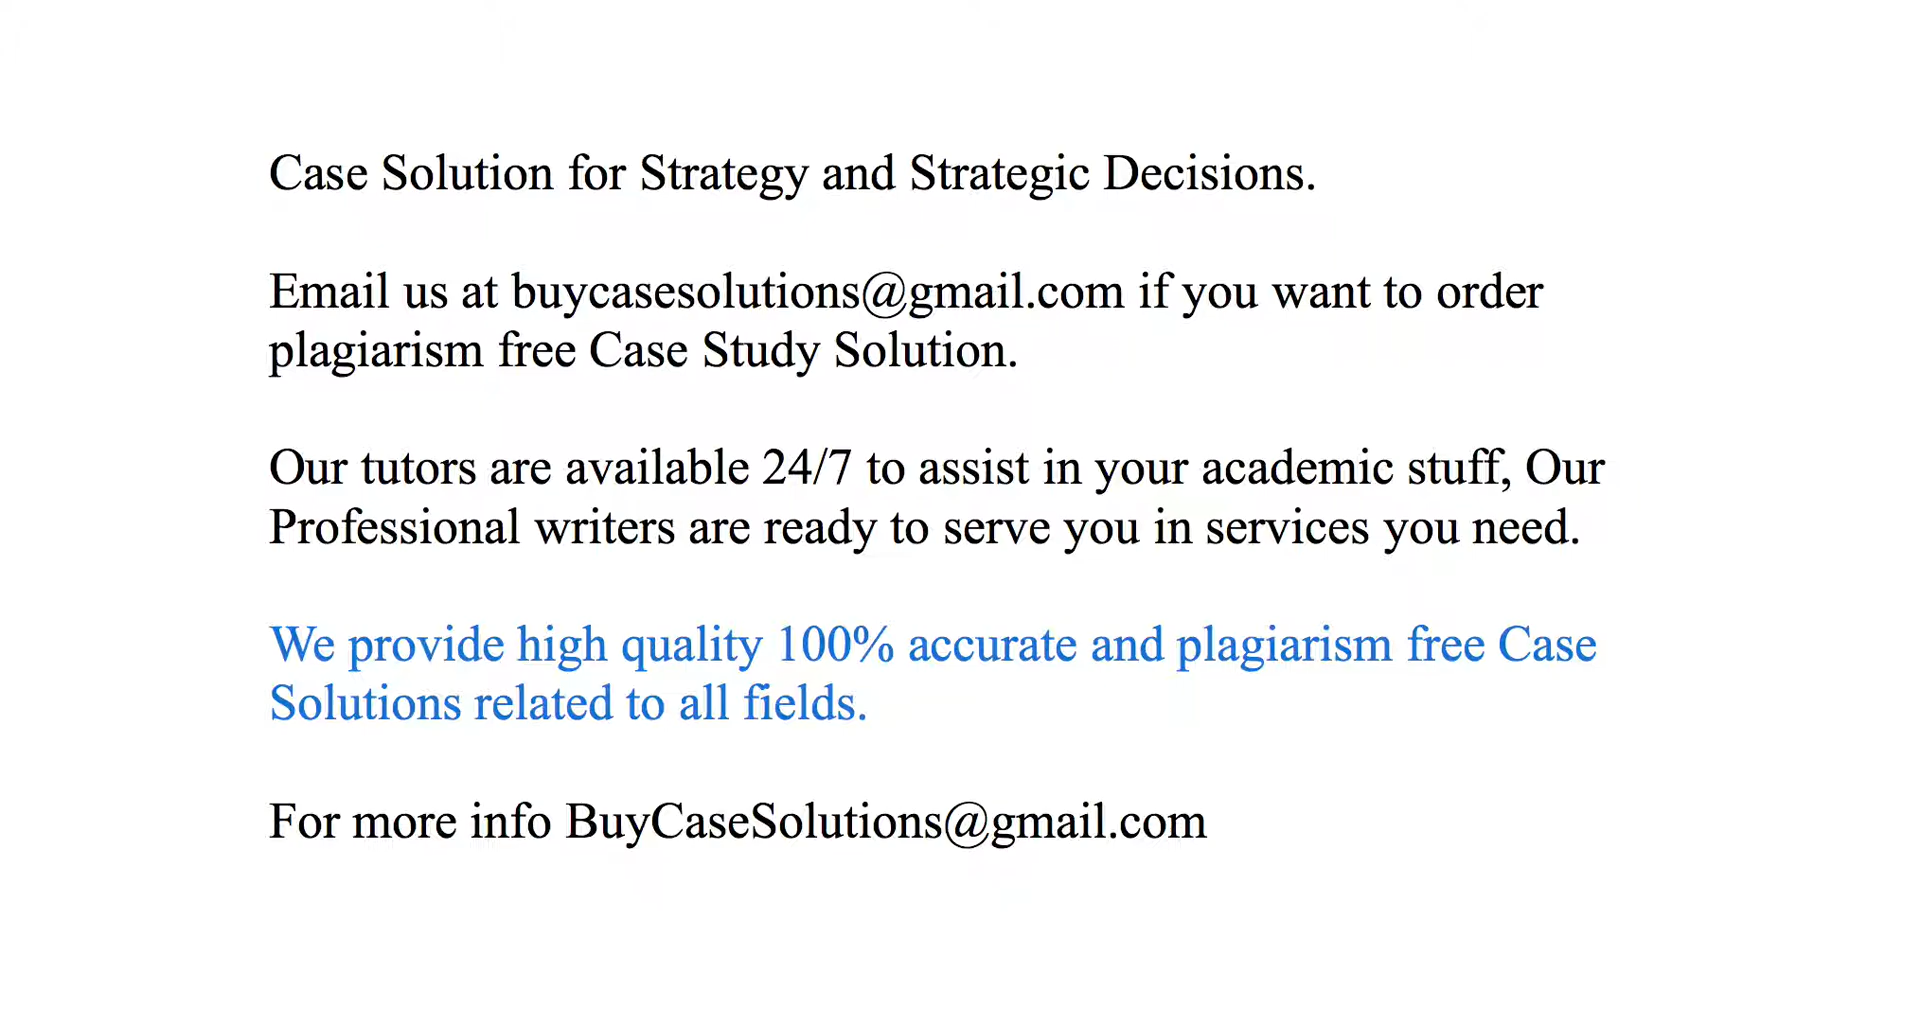 Case Solution for Strategy and Strategic Decisions.
Email us at buycasesolutions@gmail.com if you want to order
plagiarism free Case Study Solution.
Our tutors are available 24/7 to assist in your academic stuff, Our
Professional writers are ready to serve you in services you need.
We provide high quality 100% accurate and plagiarism free Case
Solutions related to all fields.
For more info BuyCaseSolutions@gmail.com